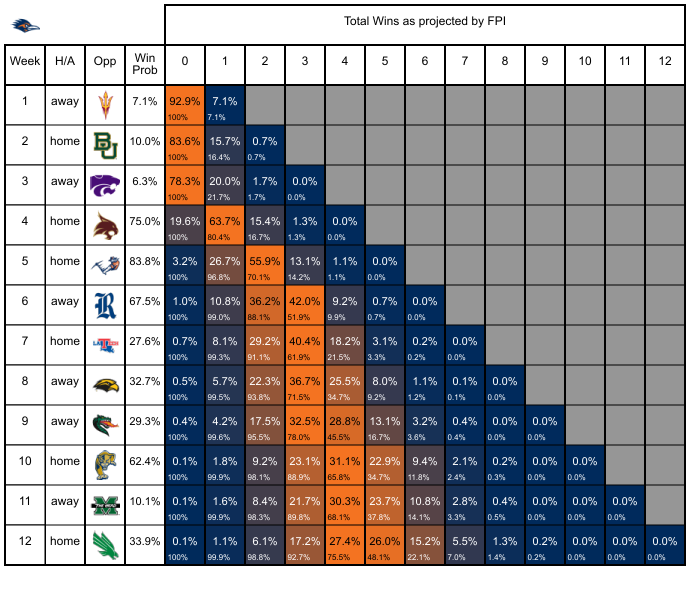 Total Wins as projected by FPI
Week H/A Opp Win Prob 0 1 2 3 4 5 6 7 8 9 10 11 12
1 away 7.1% 92.9% 7.1%
100% 7.1%
2 home BU 10.0% 83.6% 15.7% 0.7%
100% 16.4% 0.7%
3 away 6.3% 78.3% 20.0% 1.7% 0.0%
100% 21.7% 1.7% 0.0%
4 home 75.0% 19.6% 63.7% 15.4% 1.3% 0.0%
100% 80.4% 16.7% 1.3% 0.0%
5 home 83.8% 3.2% 26.7% 55.9% 13.1% 1.1% 0.0%
100% 96.8% 70.1% 14.2% 1.1% 0.0%
6 away R 67.5% 1.0% 10.8% 36.2% 42.0% 9.2% 0.7% 0.0%
100% 99.0% 88.1% 51.9% 9.9% 0.7% 0.0%
7 home LA TECH 27.6% 0.7% 8.1% 29.2% 40.4% 18.2% 3.1% 0.2% 0.0%
100% 99.3% 91.1% 61.9% 21.5% 3.3% 0.2% 0.0%
8 away 32.7% 0.5% 5.7% 22.3% 36.7% 25.5% 8.0% 1.1% 0.1% 0.0%
100% 99.5% 93.8% 71.5% 34.7% 9.2% 1.2% 0.1% 0.0%
9 away 29.3% 0.4% 4.2% 17.5% 32.5% 28.8% 13.1% 3.2% 0.4% 0.0% 0.0%
100% 99.6% 95.5% 78.0% 45.5% 16.7% 3.6% 0.4% 0.0% 0.0%
10 home 62.4% 0.1% 1.8% 9.2% 23.1% 31.1% 22.9% 9.4% 2.1% 0.2% 0.0% 0.0%
100% 99.9% 98.1% 88.9% 65.8% 34.7% 11.8% 2.4% 0.3% 0.0% 0.0%
11 away M THE HERD 10.1% 0.1% 1.6% 8.4% 21.7% 30.3% 23.7% 10.8% 2.8% 0.4% 0.0% 0.0% 0.0%
100% 99.9% 98.3% 89.8% 68.1% 37.8% 14.1% 3.3% 0.5% 0.0% 0.0% 0.0%
12 home 33.9% 0.1% 1.1% 6.1% 17.2% 27.4% 26.0% 15.2% 5.5% 1.2% 0.2% 0.0% 0.0% 0.0%
100% 99.9% 98.8% 92.7% 75.5% 48.1% 22.1% 7.0% 1.4% 0.2% 0.0% 0.0% 0.0%